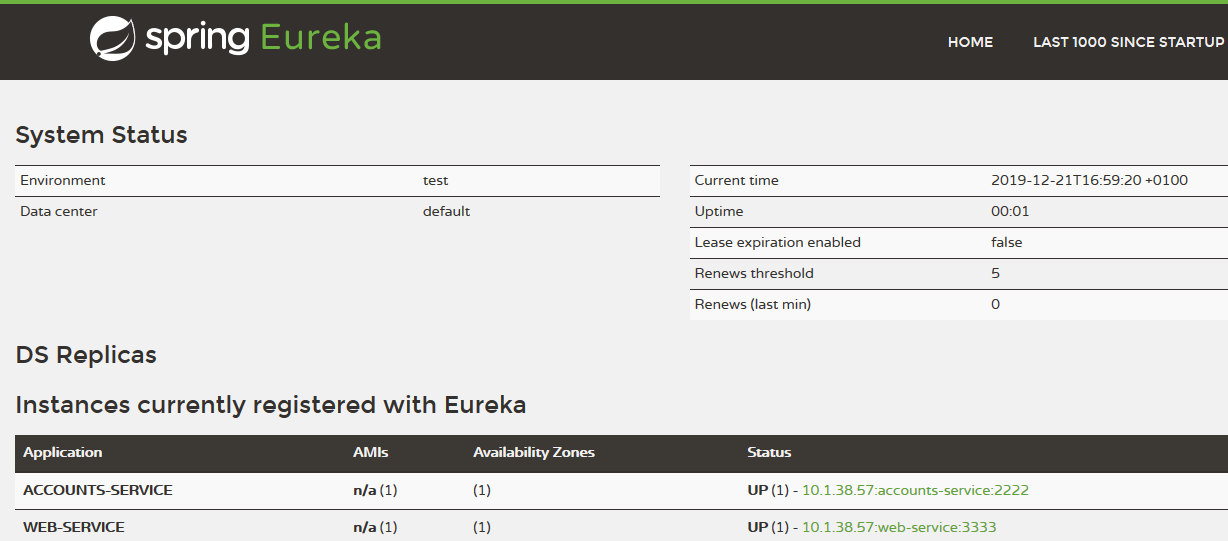 spring Eureka
HOME LAST 1000 SINCE STARTUP
System Status
Environment test
Data center default
Current time 2019-12-21T16:59:20 +0100
Uptime 00:01
Lease expiration enabled false
Renews threshold 5
Renews (last min) 0
DS Replicas
Instances currently registered with Eureka
Application AMIs Availability Zones Status
ACCOUNTS-SERVICE n/a (1) (1) UP (1) - 10.1.38.57:accounts-service:2222
WEB-SERVICE n/a (1) (1) UP (1) - 10.1.38.57:web-service:3333